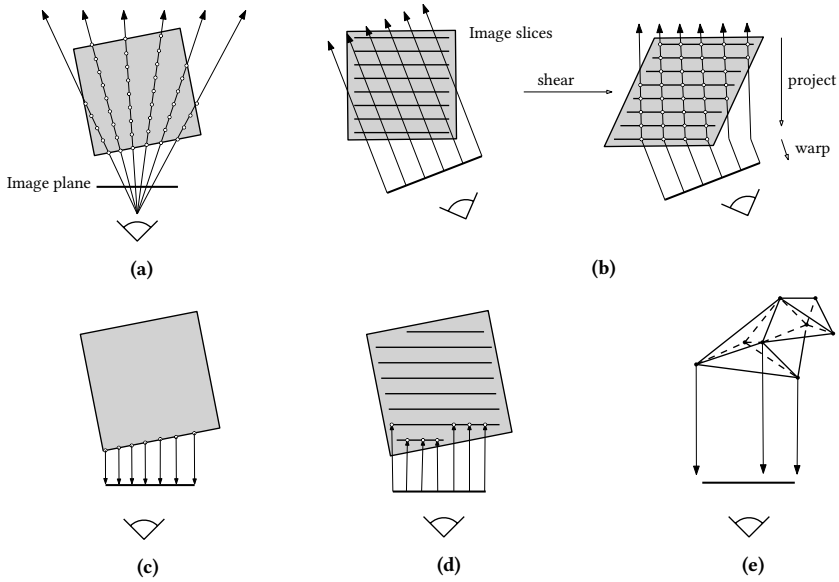 Image plane
(a)
Image slices
shear
project
warp
(b)
(c)
(d)
(e)